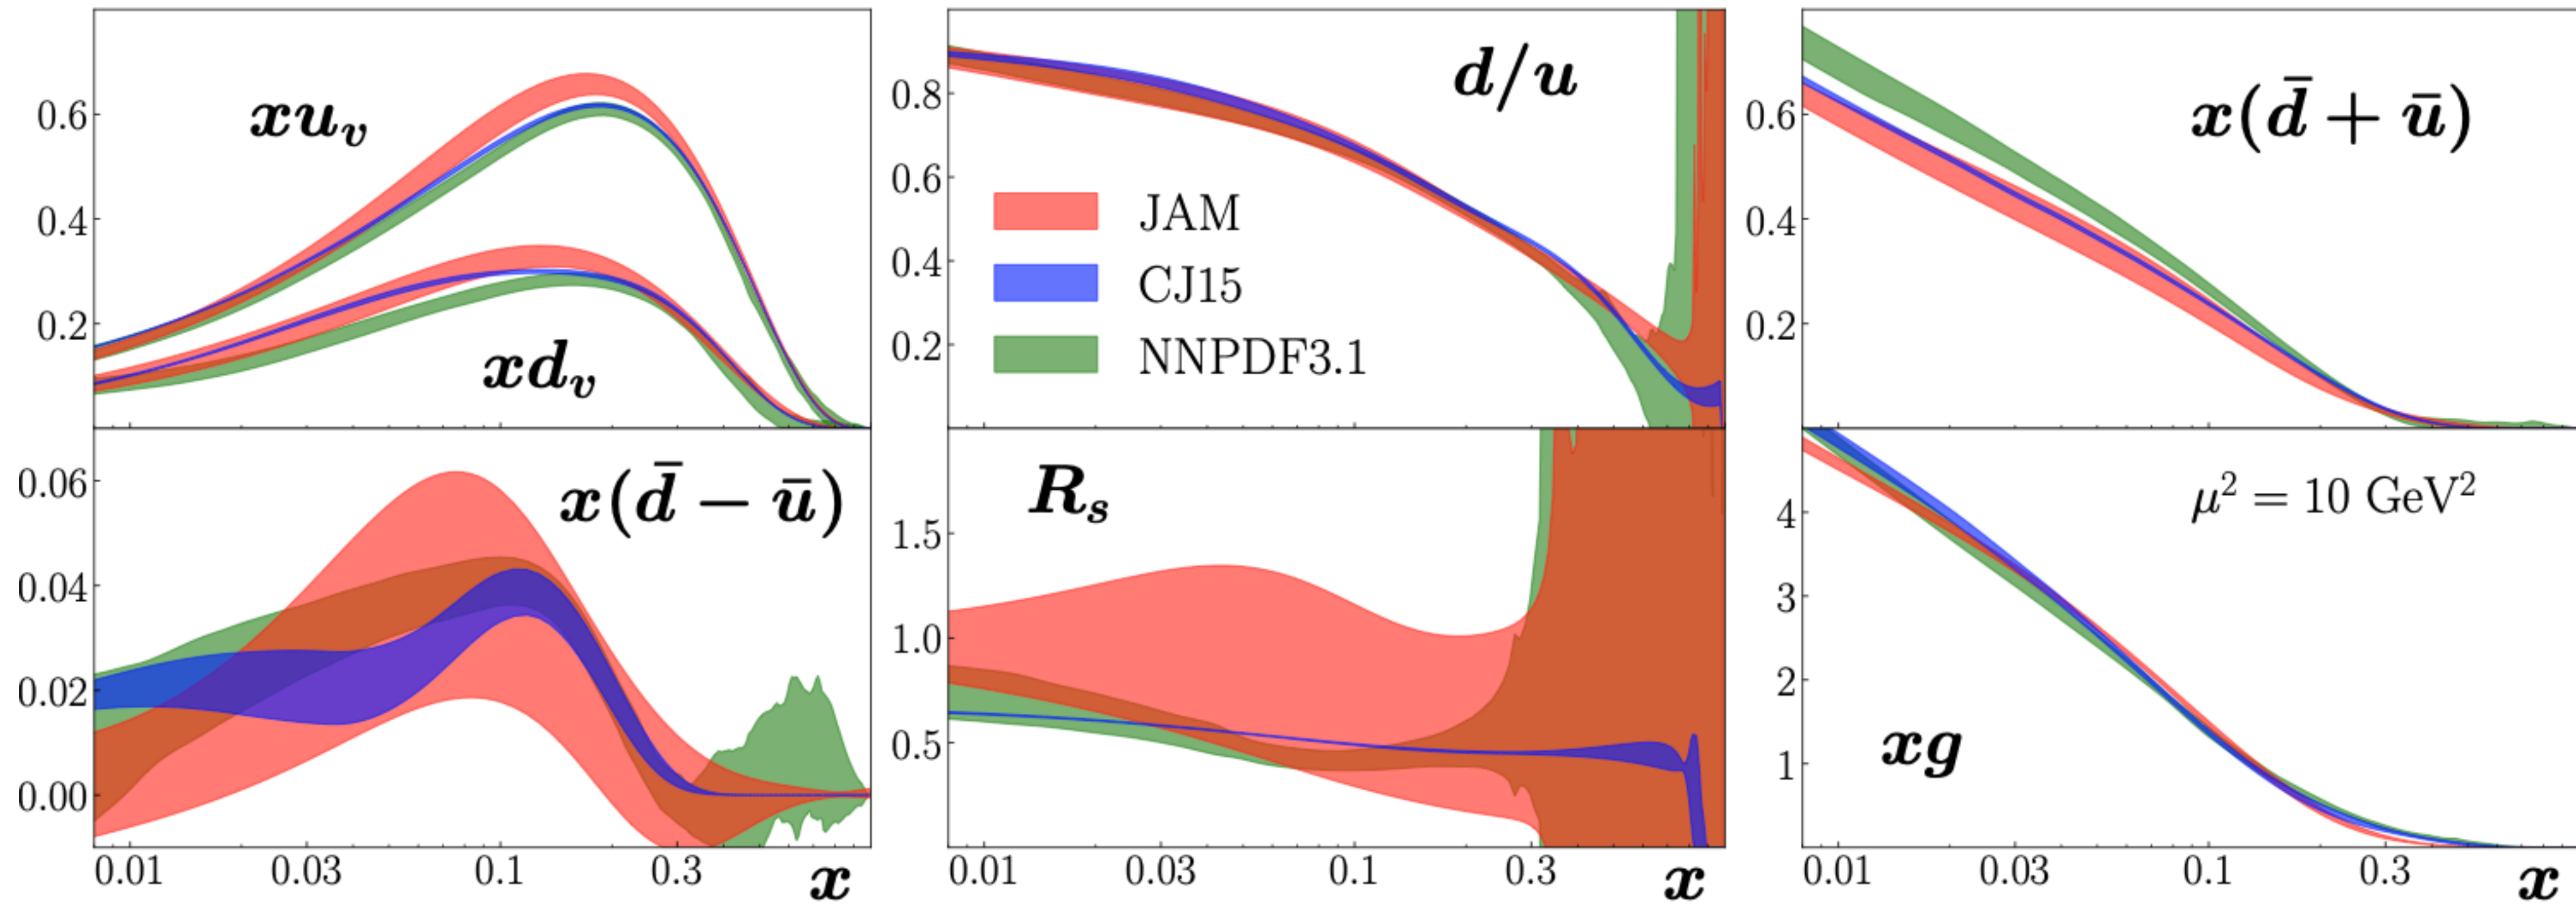 xu_v
xd_v
0.6
0.4
0.2
d/u
JAM
CJ15
NNPDF3.1
0.8
0.6
0.4
0.2
x(d̄ + ū)
0.6
0.4
0.2
x(d̄ − ū)
0.06
0.04
0.02
0.00
0.01 0.03 0.1 0.3 x
R_s
1.5
1.0
0.5
0.01 0.03 0.1 0.3 x
μ² = 10 GeV²
xg
4
3
2
1
0.01 0.03 0.1 0.3 x